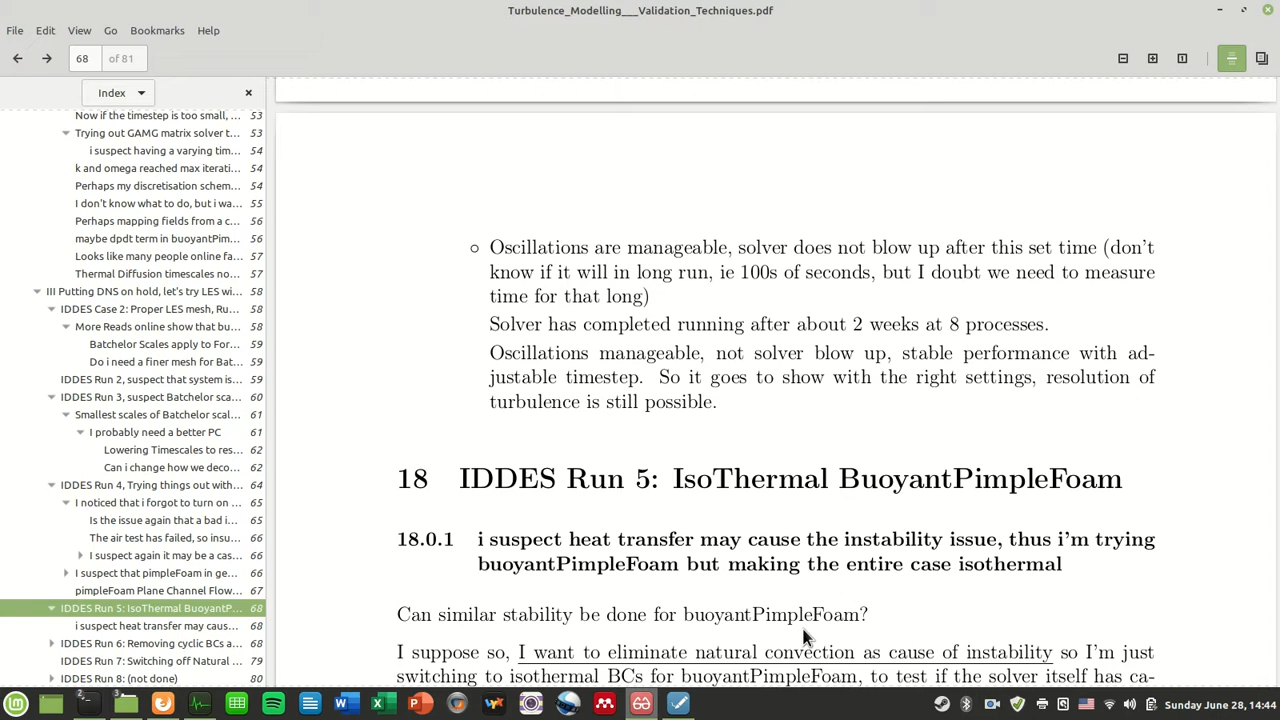 Turbulence_Modelling___Validation_Techniques.pdf
File Edit View Go Bookmarks Help
68 of 81
Index
Now if the timestep is too small, ... 53
Trying out GAMG matrix solver t... 53
i suspect having a varying tim... 54
k and omega reached max iterati... 54
Perhaps my discretisation schem... 54
I don't know what to do, but i wa... 55
Perhaps mapping fields from a c... 56
maybe dpdt term in buoyantPim... 56
Looks like many people online fa... 57
Thermal Diffusion timescales no... 57
III Putting DNS on hold, let's try LES wi... 58
IDDES Case 2: Proper LES mesh, Ru... 58
More Reads online show that bu... 58
Batchelor Scales apply to For... 59
Do i need a finer mesh for Bat... 59
IDDES Run 2, suspect that system is... 59
IDDES Run 3, suspect Batchelor sca... 60
Smallest scales of Batchelor scal... 61
I probably need a better PC 61
Lowering Timescales to res... 62
Can i change how we deco... 62
IDDES Run 4, Trying things out with... 64
I noticed that i forgot to turn on ... 65
Is the issue again that a bad i... 65
The air test has failed, so insu... 66
I suspect again it may be a cas... 66
I suspect that pimpleFoam in ge... 66
pimpleFoam Plane Channel Flow... 67
IDDES Run 5: IsoThermal BuoyantP... 68
i suspect heat transfer may caus... 68
IDDES Run 6: Removing cyclic BCs a...
IDDES Run 7: Switching off Natural ... 79
IDDES Run 8: (not done) 80
Oscillations are manageable, solver does not blow up after this set time (don't
know if it will in long run, ie 100s of seconds, but I doubt we need to measure
time for that long)
Solver has completed running after about 2 weeks at 8 processes.
Oscillations manageable, not solver blow up, stable performance with ad-
justable timestep. So it goes to show with the right settings, resolution of
turbulence is still possible.
18 IDDES Run 5: IsoThermal BuoyantPimpleFoam
18.0.1 i suspect heat transfer may cause the instability issue, thus i'm trying
buoyantPimpleFoam but making the entire case isothermal
Can similar stability be done for buoyantPimpleFoam?
I suppose so, I want to eliminate natural convection as cause of instability so I'm just
switching to isothermal BCs for buoyantPimpleFoam, to test if the solver itself has ca-
Sunday June 28, 14:44